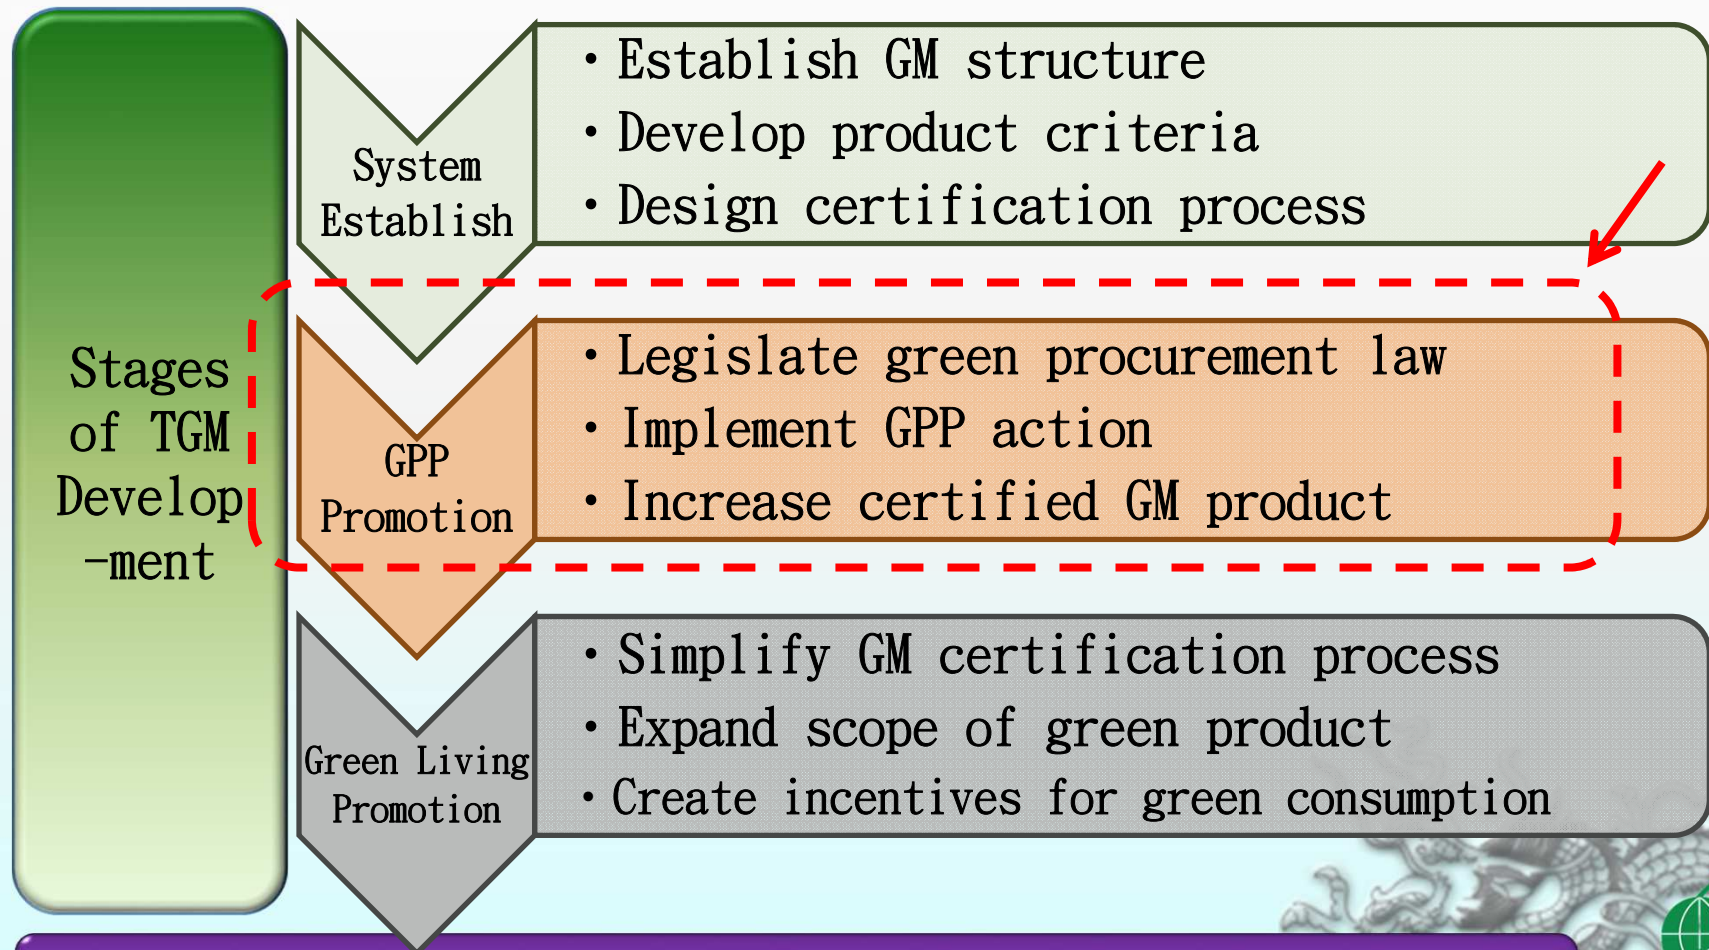 Stages
of TGM
Develop
-ment
System
Establish
・Establish GM structure
・Develop product criteria
・Design certification process
GPP
Promotion
・Legislate green procurement law
・Implement GPP action
・Increase certified GM product
Green Living
Promotion
・Simplify GM certification process
・Expand scope of green product
・Create incentives for green consumption